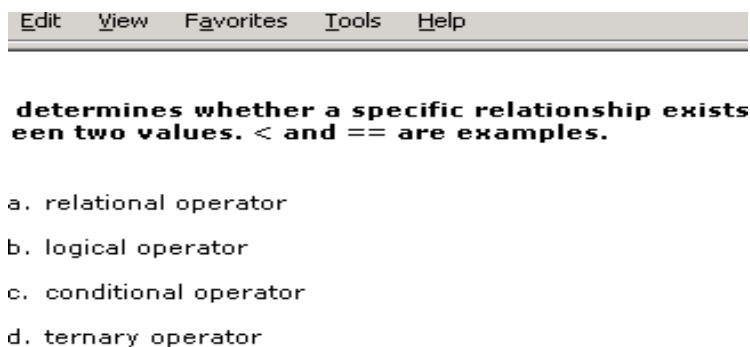 Edit View Favorites Tools Help
determines whether a specific relationship exists
een two values. < and == are examples.
a. relational operator
b. logical operator
c. conditional operator
d. ternary operator